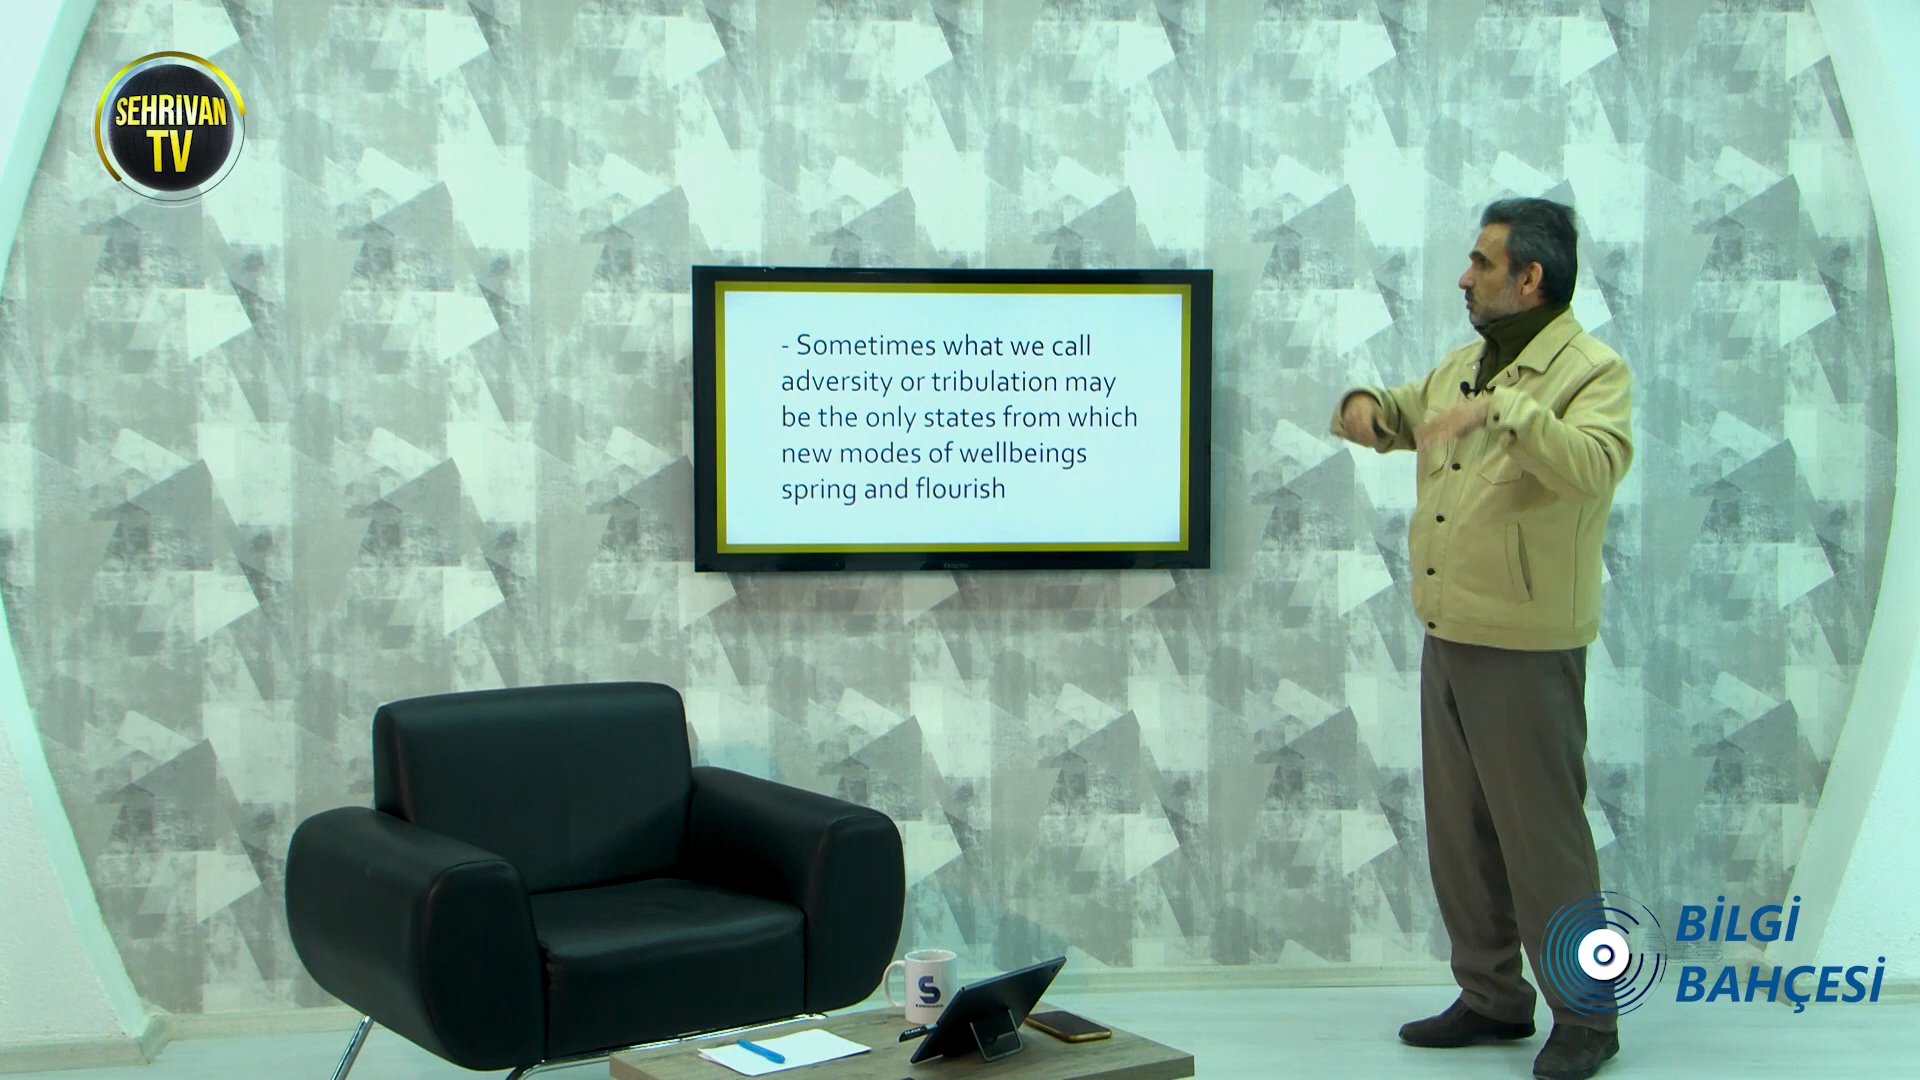 SEHRIVAN
TV
- Sometimes what we call
adversity or tribulation may
be the only states from which
new modes of wellbeings
spring and flourish
S
BİLGİ
BAHÇESİ